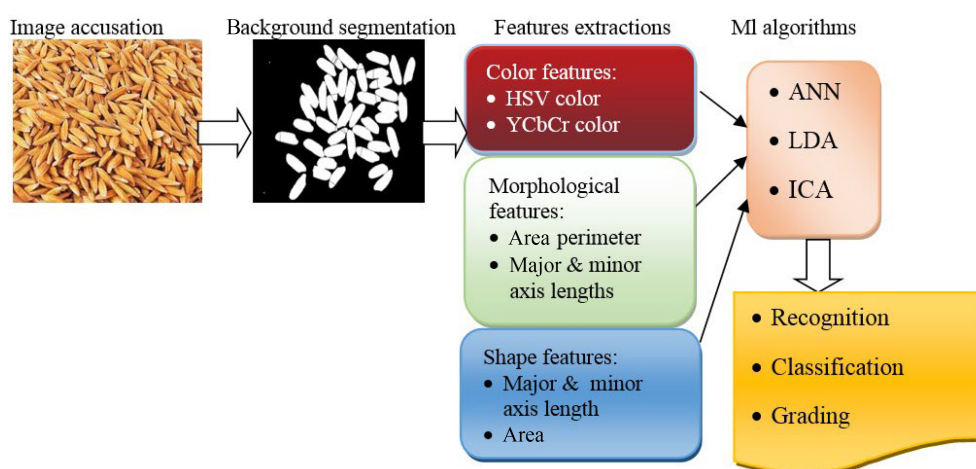 Image accusation
Background segmentation
Features extractions
Ml algorithms
Color features:
• HSV color
• YCbCr color
Morphological
features:
• Area perimeter
• Major & minor
axis lengths
Shape features:
• Major & minor
axis length
• Area
• ANN
• LDA
• ICA
• Recognition
• Classification
• Grading